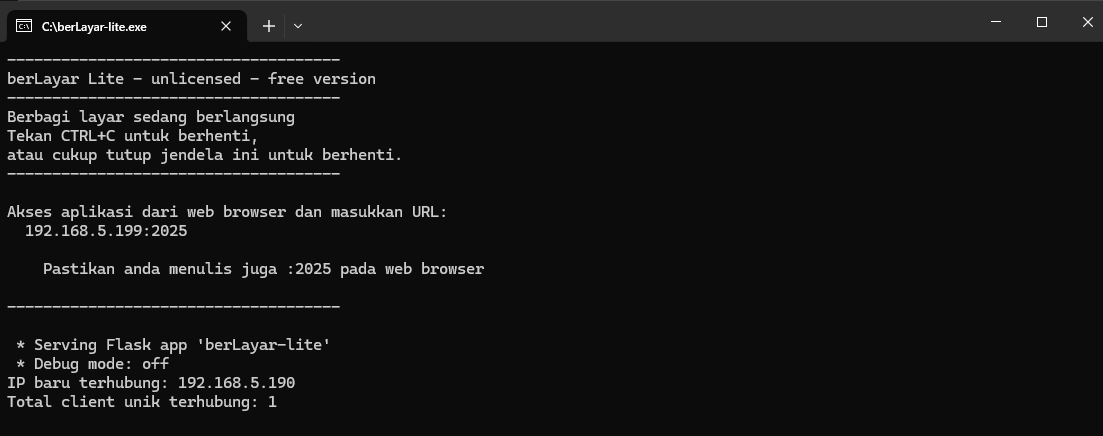 C:\berLayar-lite.exe
-------------------------------------
berLayar Lite - unlicensed - free version
-------------------------------------
Berbagi layar sedang berlangsung
Tekan CTRL+C untuk berhenti,
atau cukup tutup jendela ini untuk berhenti.
-------------------------------------
Akses aplikasi dari web browser dan masukkan URL:
192.168.5.199:2025
Pastikan anda menulis juga :2025 pada web browser
-------------------------------------
* Serving Flask app 'berLayar-lite'
* Debug mode: off
IP baru terhubung: 192.168.5.190
Total client unik terhubung: 1